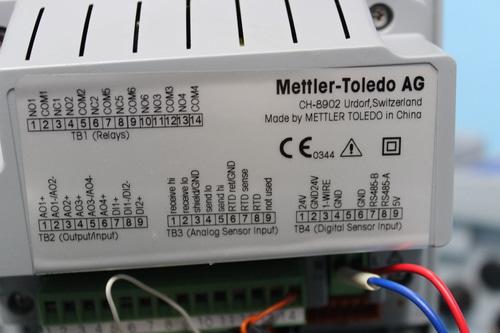 Mettler-Toledo AG
CH-8902 Urdorf,Switzerland
Made by METTLER TOLEDO in China
CE 0344
NO1 COM1 NC1 NO2 COM2 NC2 COM5 NC5 COM6 NO6 NO3 COM3 NO4 COM4
1 2 3 4 5 6 7 8 9 10 11 12 13 14
TB1 (Relays)
AO1+ AO1-/AO2- AO2+ AO3+ AO3-/AO4- AO4+ DI1+ DI1-/DI2- DI2+
1 2 3 4 5 6 7 8 9
TB2 (Output/Input)
receive hi receive lo shield/GND send lo send hi RTD ret/GND RTD sense RTD not used
1 2 3 4 5 6 7 8 9
TB3 (Analog Sensor Input)
24V GND24V 1-WIRE GND GND RS485-B RS485-A 5V
1 2 3 4 5 6 7 8 9
TB4 (Digital Sensor Input)